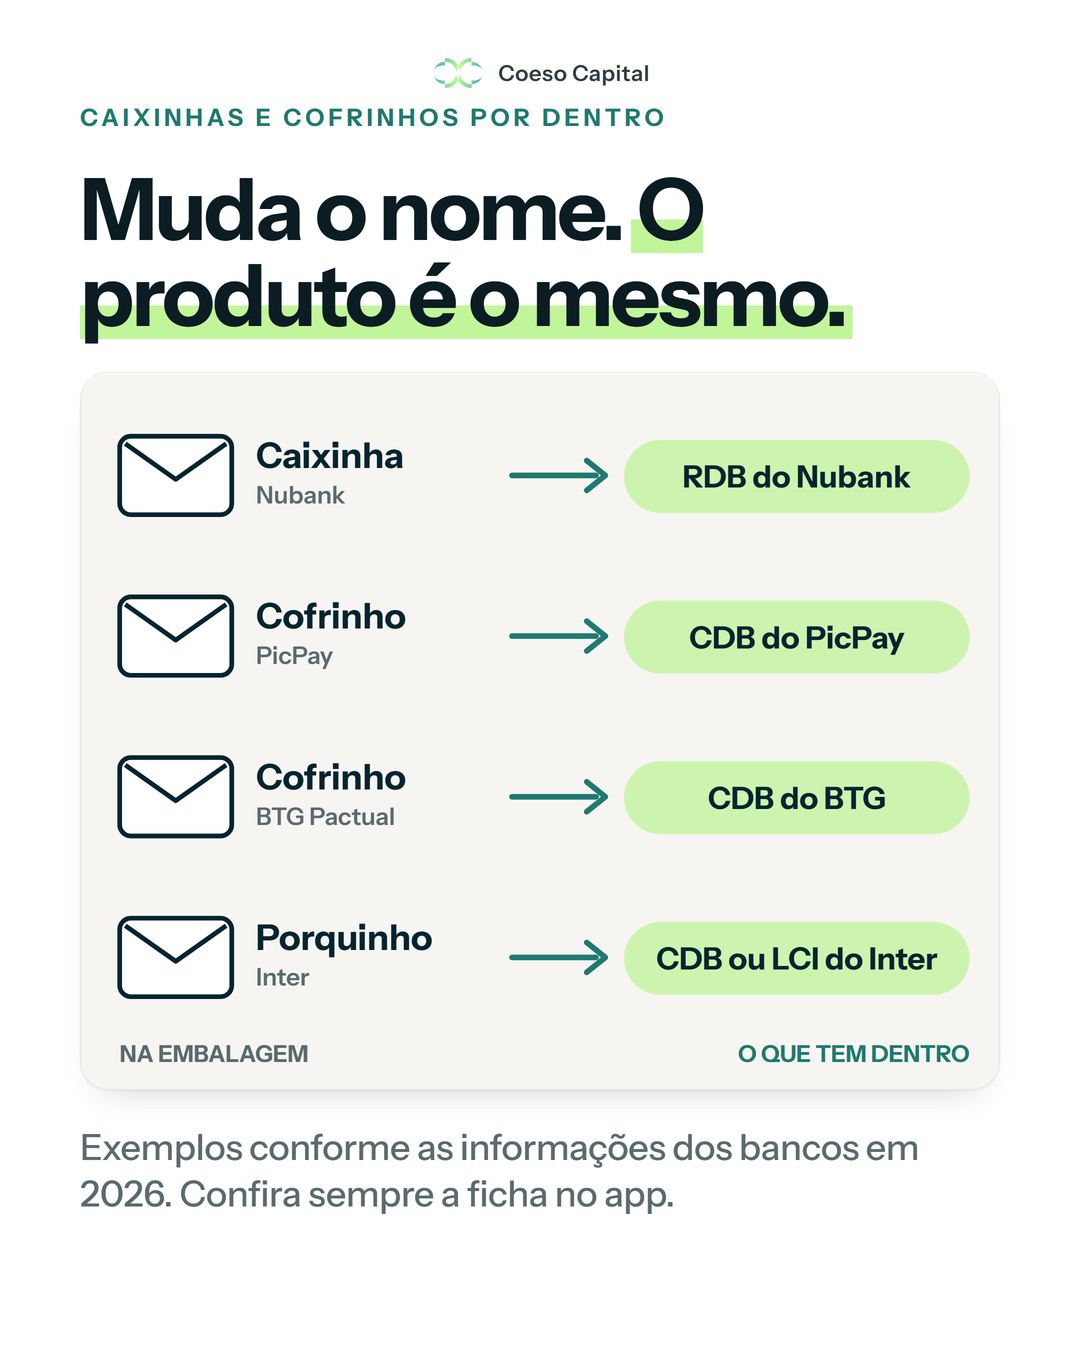 Coeso Capital
CAIXINHAS E COFRINHOS POR DENTRO
Muda o nome. O
produto é o mesmo.
Caixinha
Nubank
RDB do Nubank
Cofrinho
PicPay
CDB do PicPay
Cofrinho
BTG Pactual
CDB do BTG
Porquinho
Inter
CDB ou LCI do Inter
NA EMBALAGEM
O QUE TEM DENTRO
Exemplos conforme as informações dos bancos em
2026. Confira sempre a ficha no app.